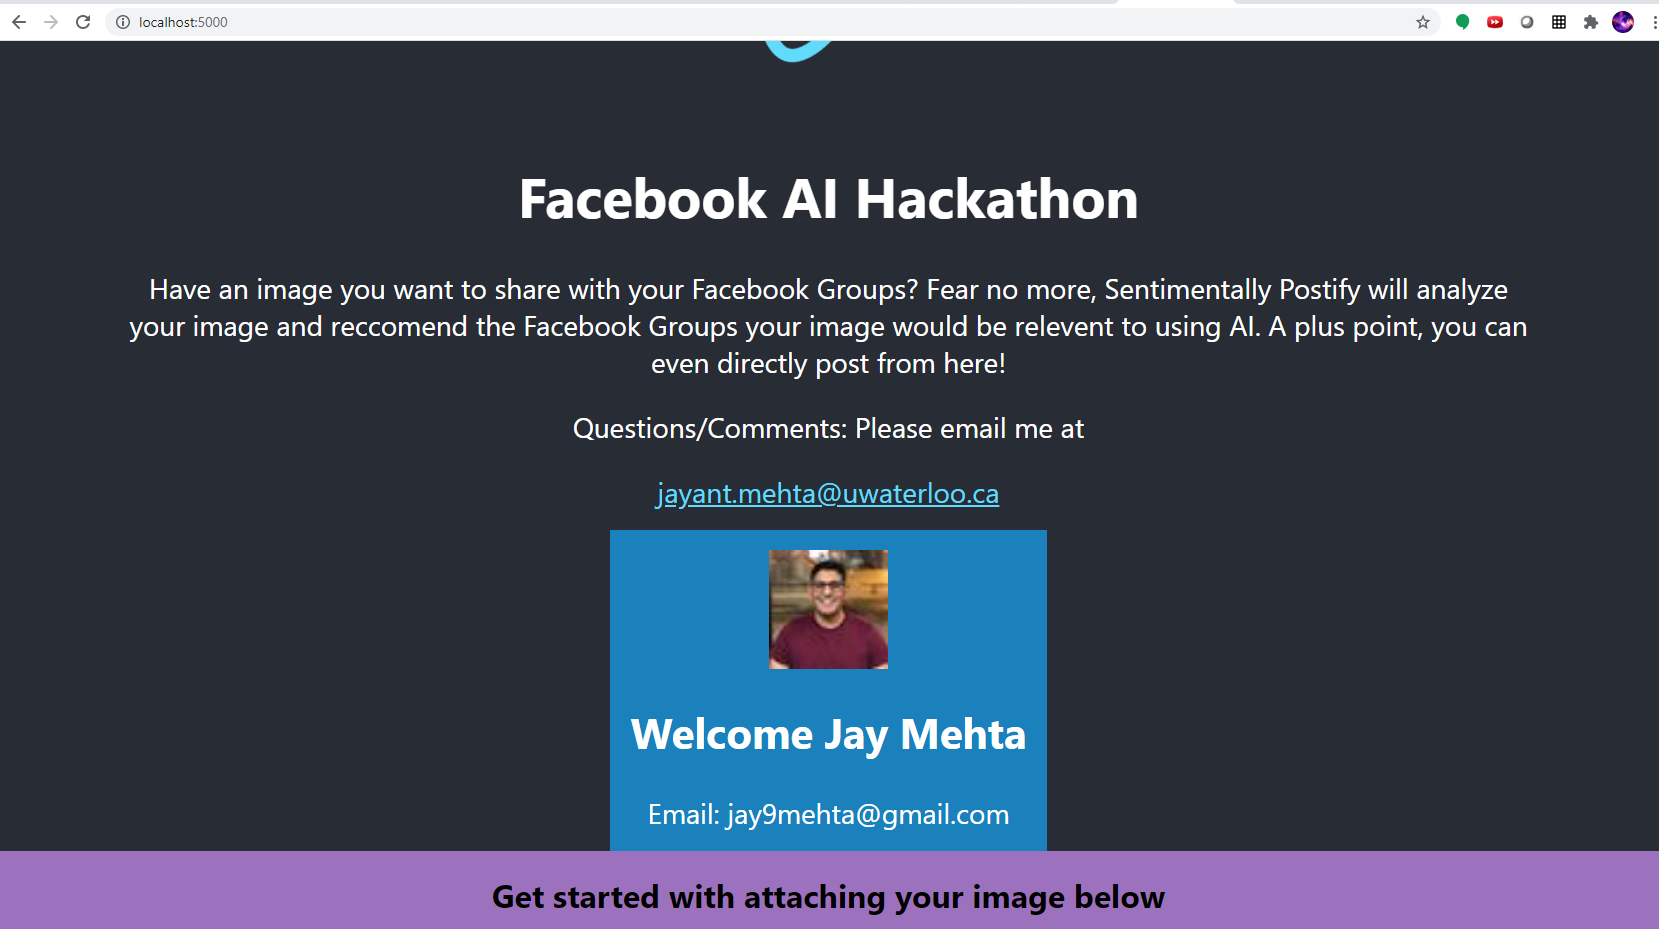 localhost:5000
Facebook AI Hackathon
Have an image you want to share with your Facebook Groups? Fear no more, Sentimentally Postify will analyze
your image and reccomend the Facebook Groups your image would be relevent to using AI. A plus point, you can
even directly post from here!
Questions/Comments: Please email me at
jayant.mehta@uwaterloo.ca
Welcome Jay Mehta
Email: jay9mehta@gmail.com
Get started with attaching your image below